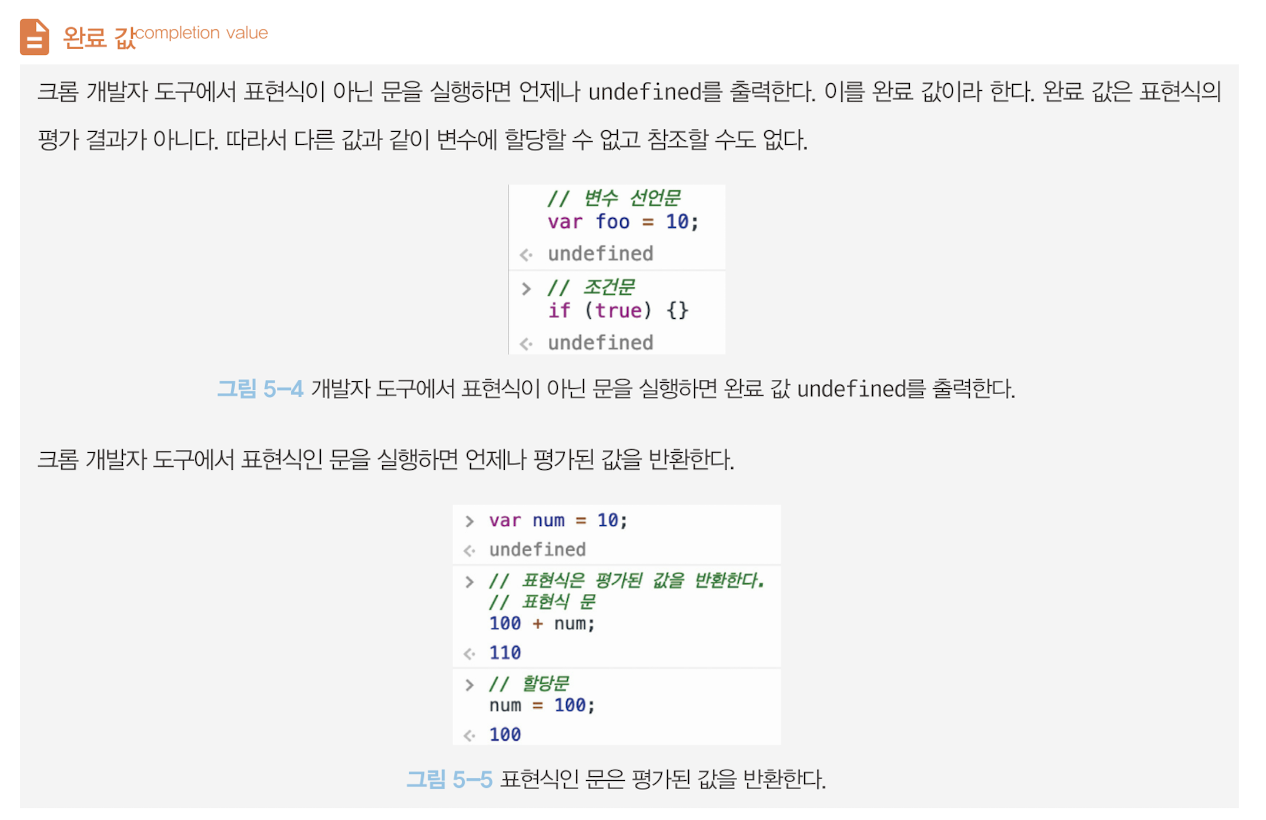 완료 값completion value
크롬 개발자 도구에서 표현식이 아닌 문을 실행하면 언제나 undefined를 출력한다. 이를 완료 값이라 한다. 완료 값은 표현식의
평가 결과가 아니다. 따라서 다른 값과 같이 변수에 할당할 수 없고 참조할 수도 없다.
// 변수 선언문
var foo = 10;
<· undefined
> // 조건문
if (true) {}
<· undefined
그림 5-4 개발자 도구에서 표현식이 아닌 문을 실행하면 완료 값 undefined를 출력한다.
크롬 개발자 도구에서 표현식인 문을 실행하면 언제나 평가된 값을 반환한다.
> var num = 10;
<· undefined
> // 표현식은 평가된 값을 반환한다.
// 표현식 문
100 + num;
<· 110
> // 할당문
num = 100;
<· 100
그림 5-5 표현식인 문은 평가된 값을 반환한다.